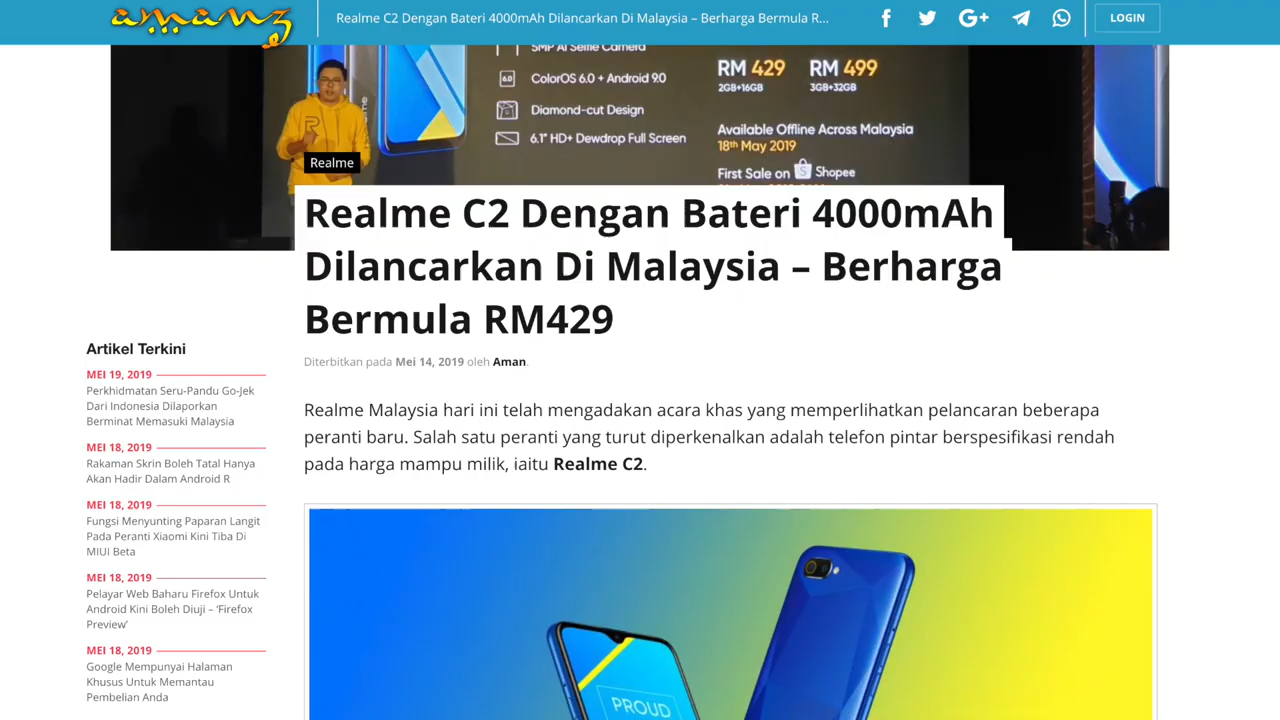 amanz
Realme C2 Dengan Bateri 4000mAh Dilancarkan Di Malaysia – Berharga Bermula R...
LOGIN
5MP AI Selfie Camera
6.0
ColorOS 6.0 + Android 9.0
Diamond-cut Design
6.1" HD+ Dewdrop Full Screen
RM 429 RM 499
2GB+16GB 3GB+32GB
Available Offline Across Malaysia
18th May 2019
First Sale on Shopee
Realme
Realme C2 Dengan Bateri 4000mAh
Dilancarkan Di Malaysia – Berharga
Bermula RM429
Diterbitkan pada Mei 14, 2019 oleh Aman.
Realme Malaysia hari ini telah mengadakan acara khas yang memperlihatkan pelancaran beberapa
peranti baru. Salah satu peranti yang turut diperkenalkan adalah telefon pintar berspesifikasi rendah
pada harga mampu milik, iaitu Realme C2.
PROUD
Artikel Terkini
MEI 19, 2019
Perkhidmatan Seru-Pandu Go-Jek
Dari Indonesia Dilaporkan
Berminat Memasuki Malaysia
MEI 18, 2019
Rakaman Skrin Boleh Tatal Hanya
Akan Hadir Dalam Android R
MEI 18, 2019
Fungsi Menyunting Paparan Langit
Pada Peranti Xiaomi Kini Tiba Di
MIUI Beta
MEI 18, 2019
Pelayar Web Baharu Firefox Untuk
Android Kini Boleh Diuji – ‘Firefox
Preview’
MEI 18, 2019
Google Mempunyai Halaman
Khusus Untuk Memantau
Pembelian Anda